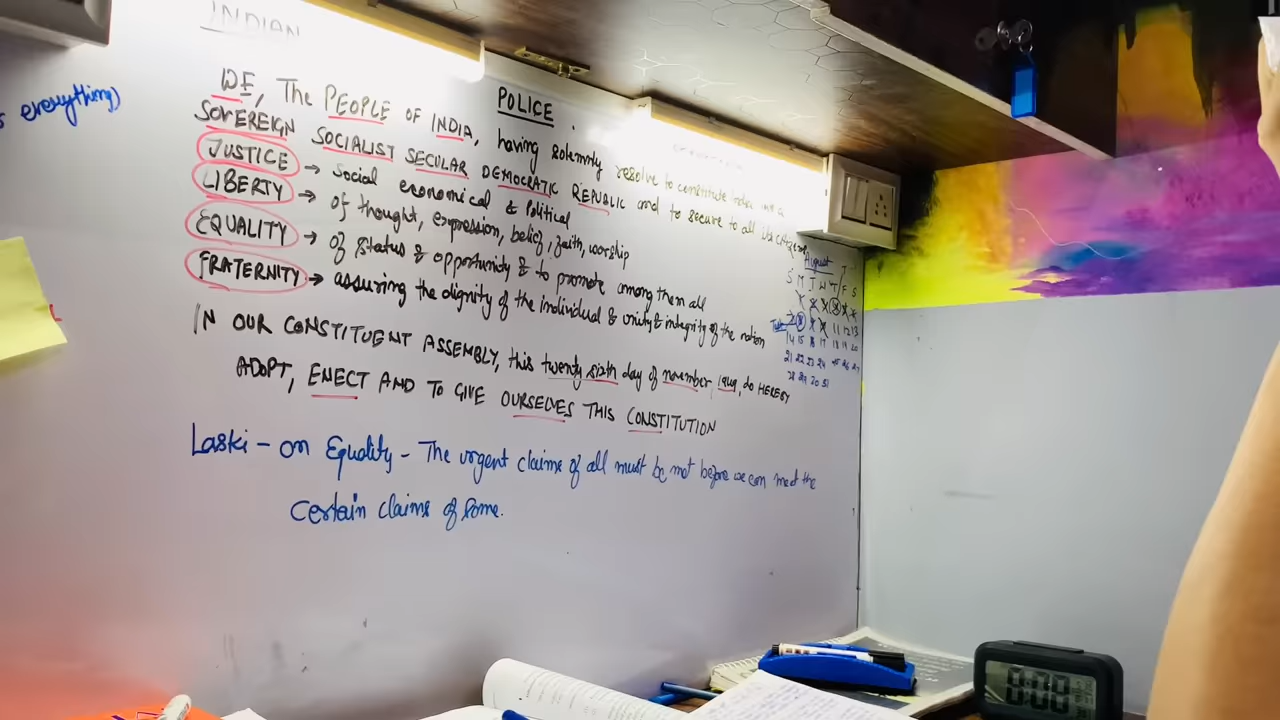 INDIAN
POLICE
everything)
WE, The PEOPLE OF INDIA, having solemnly resolve to constitute India into a
SOVEREIGN SOCIALIST SECULAR DEMOCRATIC REPUBLIC and to secure to all its citizens
JUSTICE → Social economical & Political
LIBERTY → of thought, expression, belief, faith, worship
EQUALITY → of status & opportunity & to promote among them all
FRATERNITY → assuring the dignity of the individual & unity & integrity of the nation
IN OUR CONSTITUENT ASSEMBLY, this twenty sixth day of november 1949, do HEREBY
ADOPT, ENECT AND TO GIVE OURSELVES THIS CONSTITUTION
Laski - on Equality - The urgent claims of all must be met before we can meet the
certain claims of some.
August
S M T W T F S
11 12 13
14 15 16 17 18 19 20
21 22 23 24 25 26 27
28 29 30 31
0:00